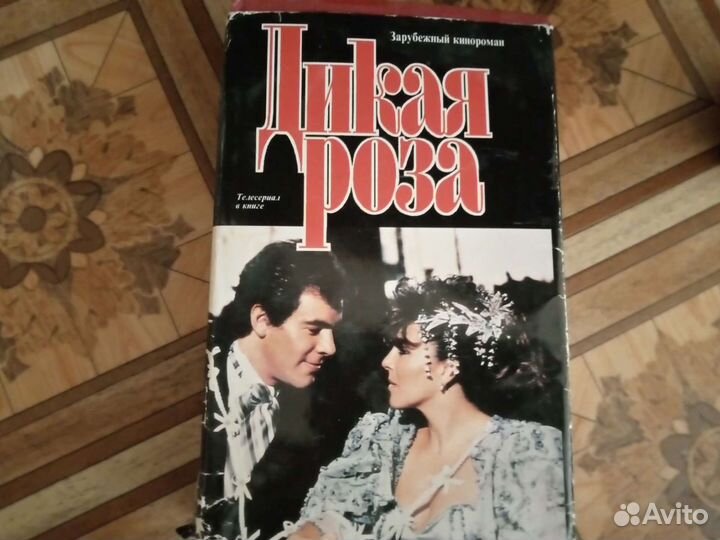 Зарубежный кинороман
Дикая
роза
Телесериал
в книге
Avito